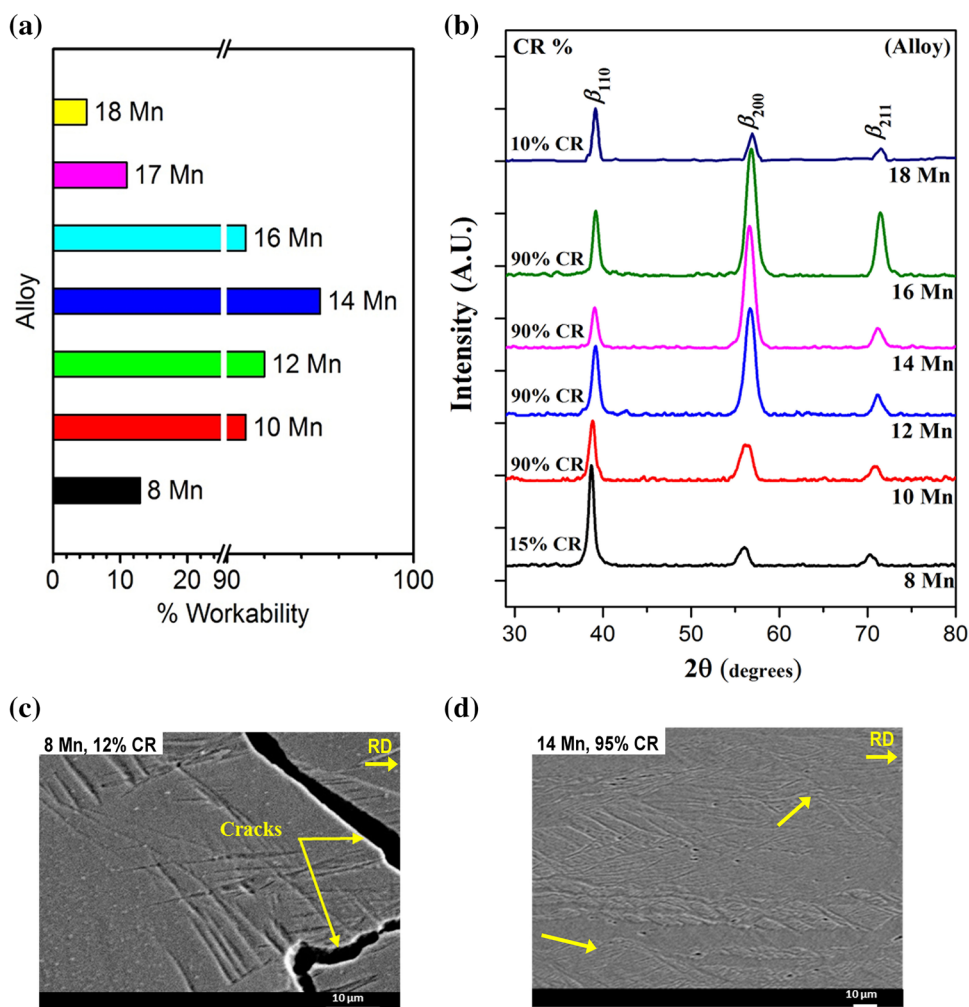 (a)
18 Mn
17 Mn
16 Mn
14 Mn
12 Mn
10 Mn
8 Mn
Alloy
0 10 20 90 100
% Workability
(b)
CR % (Alloy)
β110 β200 β211
10% CR 18 Mn
90% CR 16 Mn
90% CR 14 Mn
90% CR 12 Mn
90% CR 10 Mn
15% CR 8 Mn
Intensity (A.U.)
30 40 50 60 70 80
2θ (degrees)
(c)
8 Mn, 12% CR
RD
Cracks
10 µm
(d)
14 Mn, 95% CR
RD
10 µm